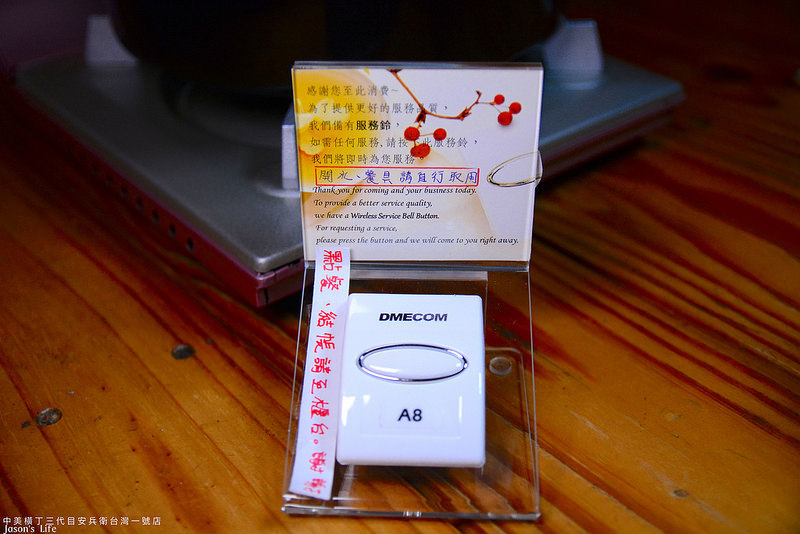 感謝您至此消費~
為了提供更好的服務品質，
我們備有服務鈴，
如需任何服務,請按下此服務鈴，
我們將即時為您服務
開水、餐具請自行取用
Thank you for coming and your business today.
To provide a better service quality,
we have a Wireless Service Bell Button.
For requesting a service,
please press the button and we will come to you right away.
點餐、結帳請至櫃台。謝謝
DMECOM
A8
中美橫丁三代目安兵衛台灣一號店
Jason's Life